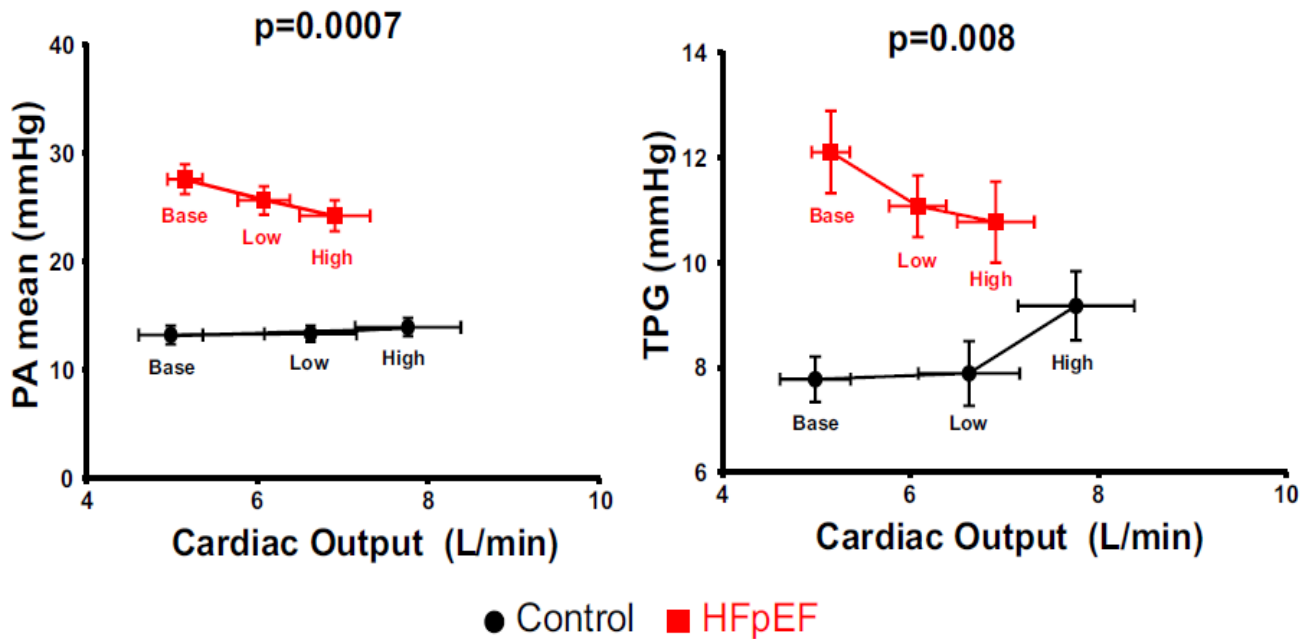 p=0.0007
PA mean (mmHg)
40
30
20
10
0
Base
Low
High
Base
Low
High
4
6
8
10
Cardiac Output (L/min)
p=0.008
TPG (mmHg)
14
12
10
8
6
Base
Low
High
Base
Low
High
4
6
8
10
Cardiac Output (L/min)
Control HFpEF